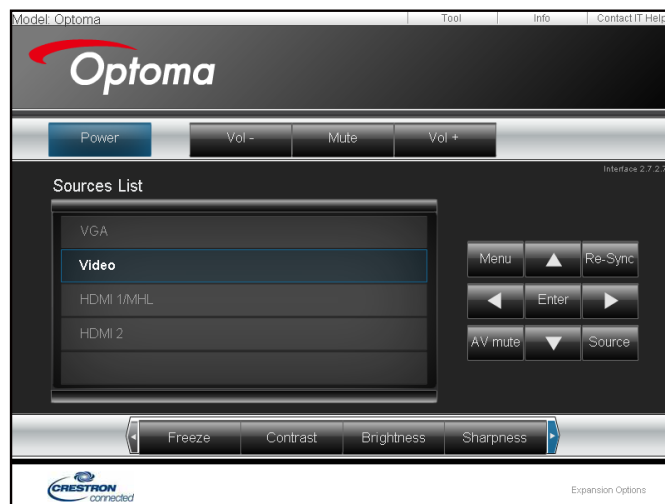 Model: Optoma Tool Info Contact IT Help
Optoma
Power Vol - Mute Vol +
Interface 2.7.2.7
Sources List
VGA
Video
HDMI 1/MHL
HDMI 2
Menu Re-Sync
Enter
AV mute Source
Freeze Contrast Brightness Sharpness
CRESTRON
connected
Expansion Options